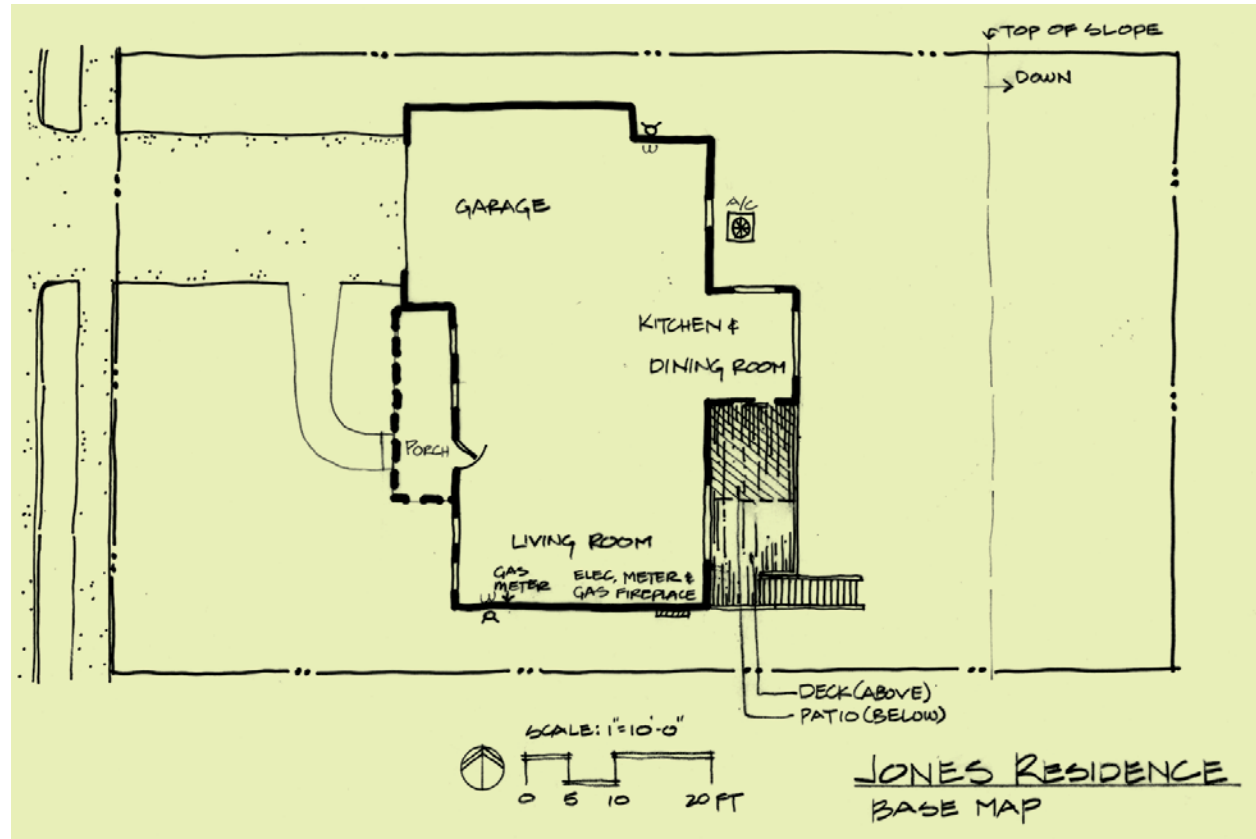 TOP OF SLOPE
DOWN
W
GARAGE
A/C
KITCHEN &
DINING ROOM
PORCH
LIVING ROOM
GAS
METER
ELEC. METER &
GAS FIREPLACE
W
DECK (ABOVE)
PATIO (BELOW)
SCALE: 1"=10'-0"
0 5 10 20 FT
JONES RESIDENCE
BASE MAP